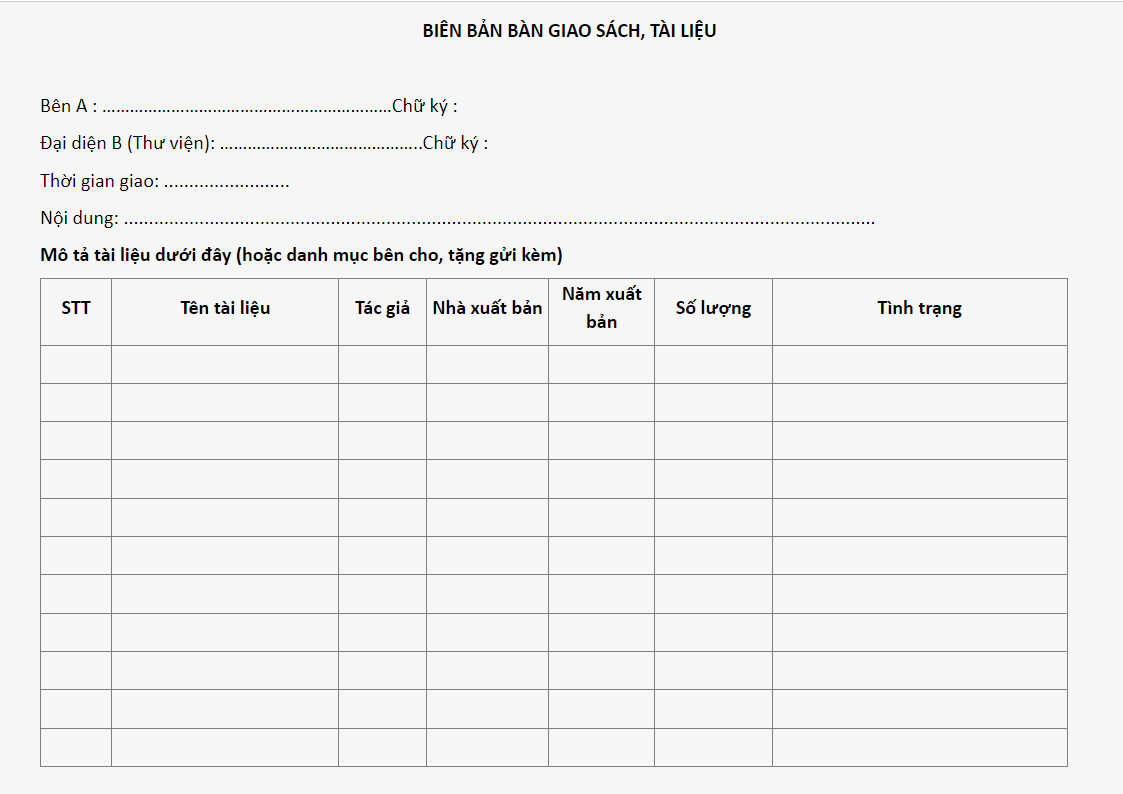 BIÊN BẢN BÀN GIAO SÁCH, TÀI LIỆU
Bên A : ………………………………………………………Chữ ký :
Đại diện B (Thư viện): ……………………………………..Chữ ký :
Thời gian giao: .........................
Nội dung: ......................................................................................................................................................
Mô tả tài liệu dưới đây (hoặc danh mục bên cho, tặng gửi kèm)
STT Tên tài liệu Tác giả Nhà xuất bản Năm xuất bản Số lượng Tình trạng